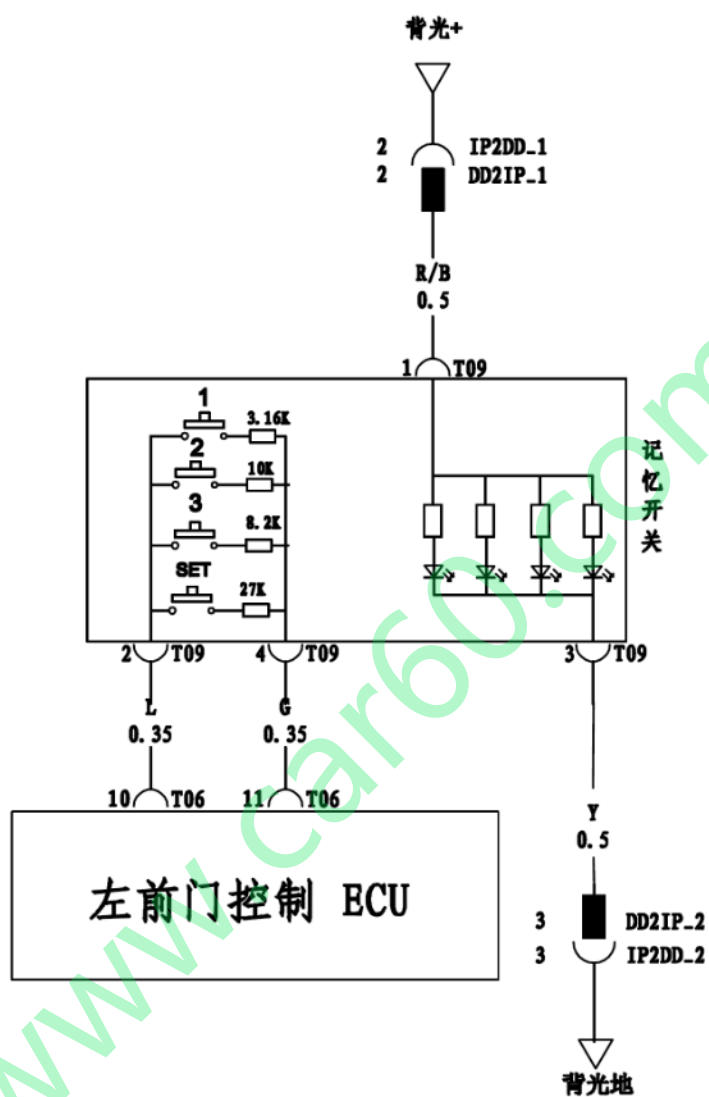 背光+
2 IP2DD_1
2 DD2IP_1
R/B
0.5
1 T09
1
3.16K
2
10K
3
8.2K
SET
27K
记忆开关
2 T09
4 T09
3 T09
L
0.35
G
0.35
10 T06
11 T06
左前门控制 ECU
Y
0.5
3 DD2IP_2
3 IP2DD_2
背光地
www.car60.com